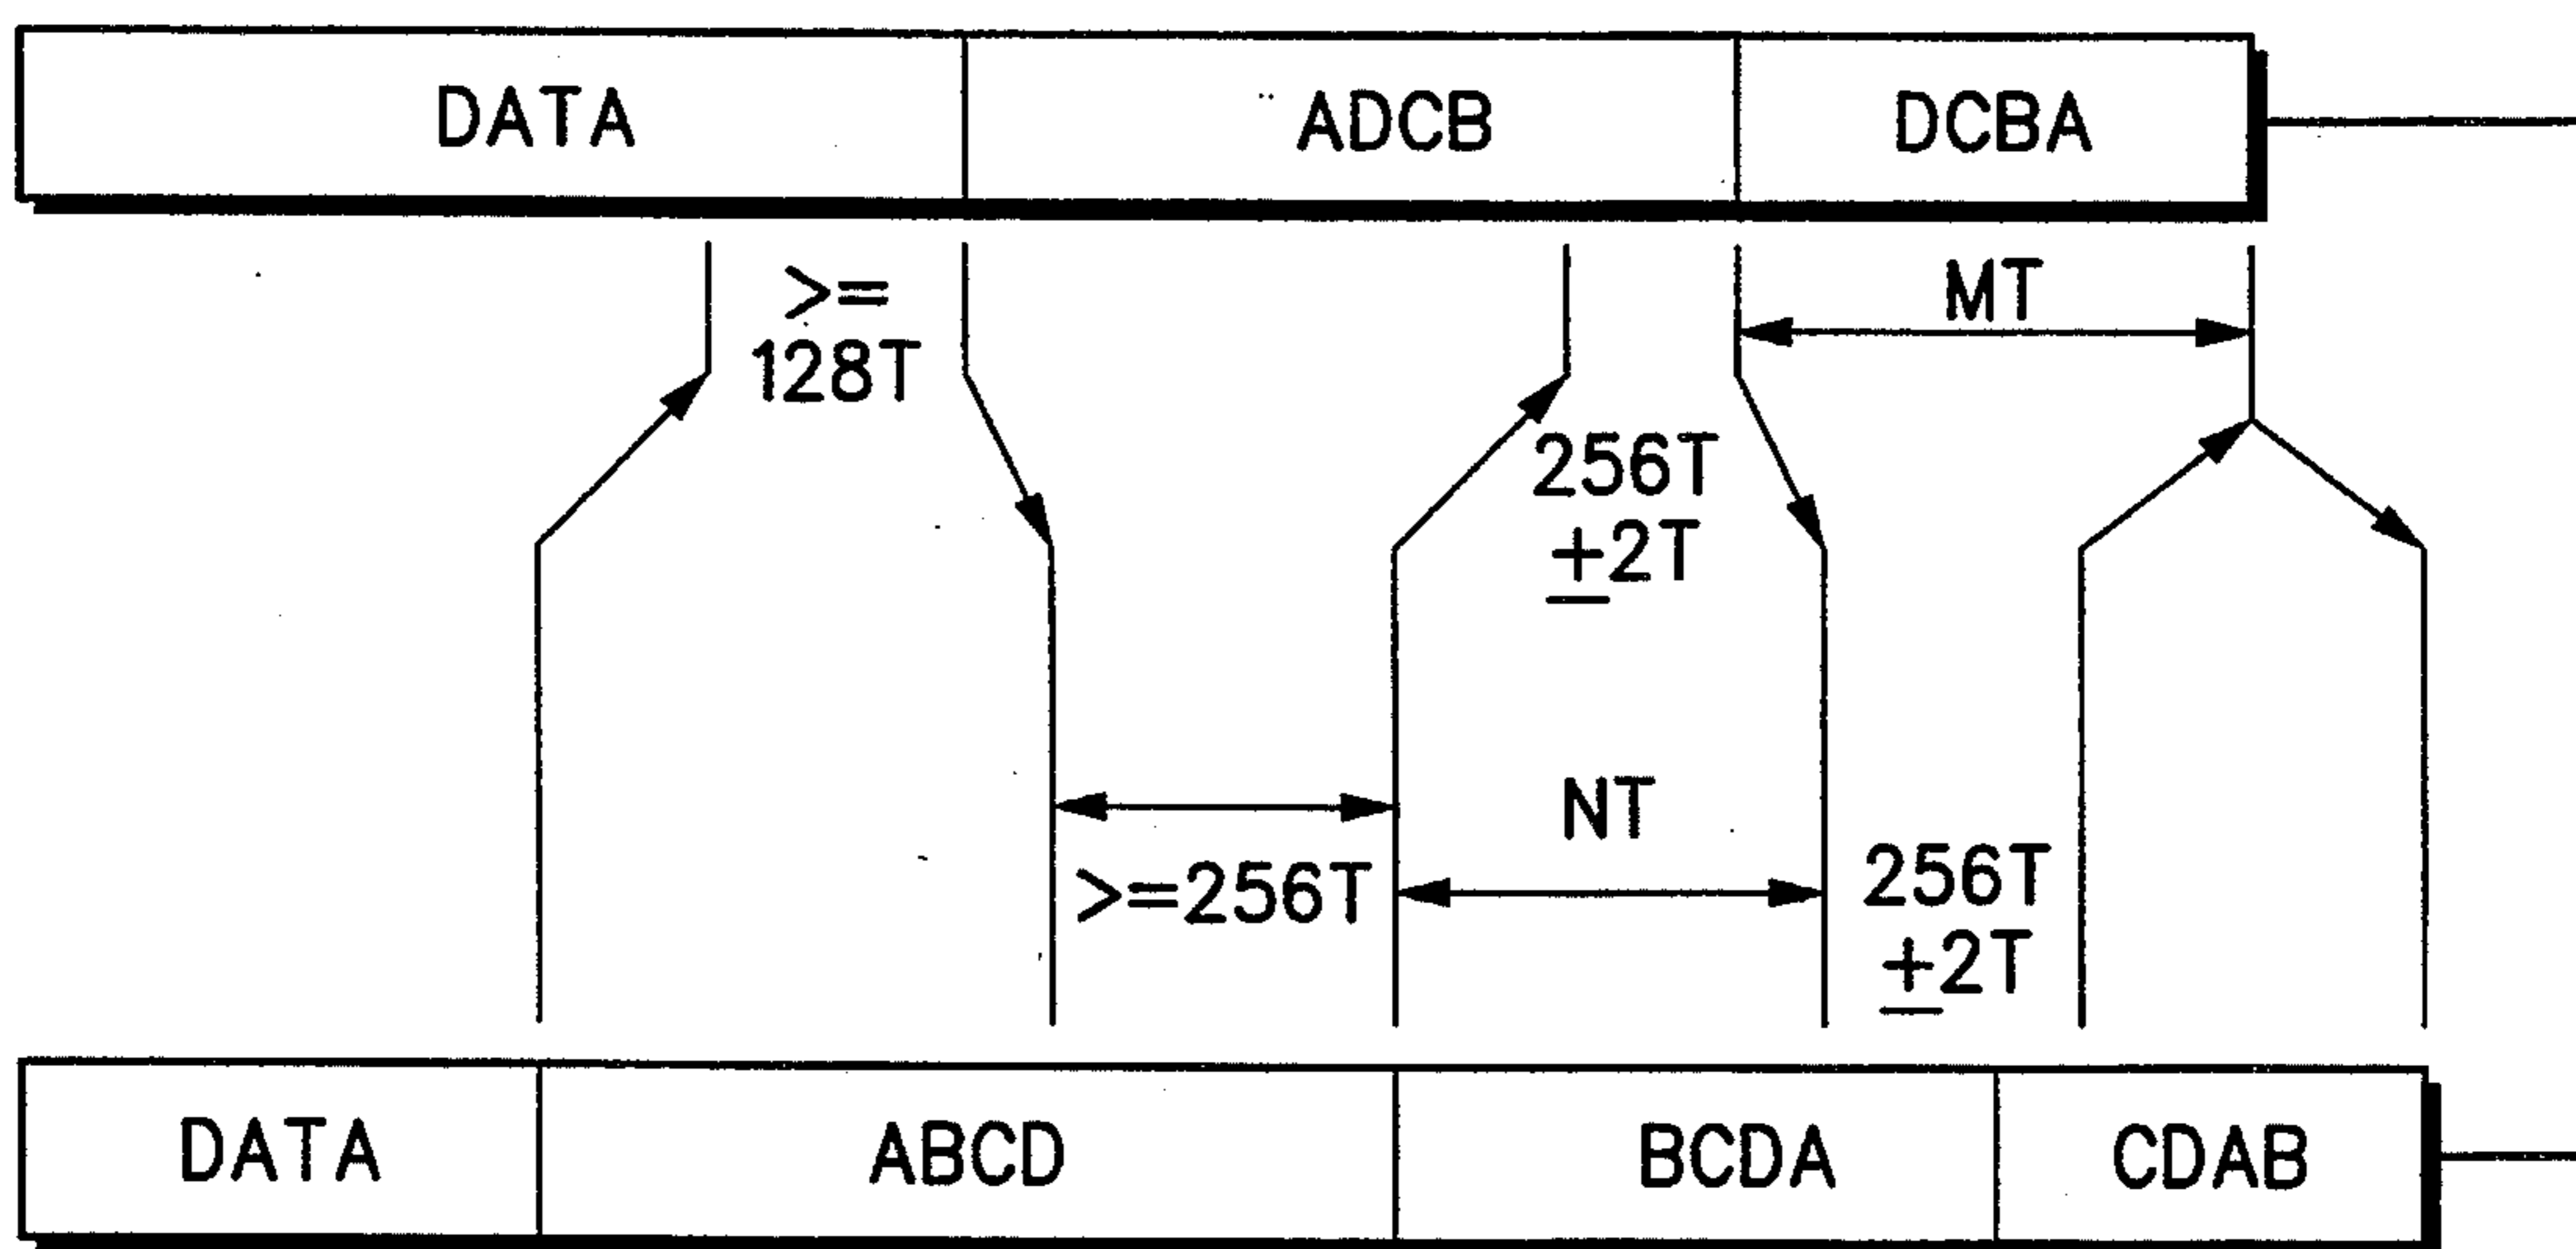 DATA ADCB DCBA
>=
128T
MT
256T
±2T
NT
>=256T
256T
±2T
DATA ABCD BCDA CDAB